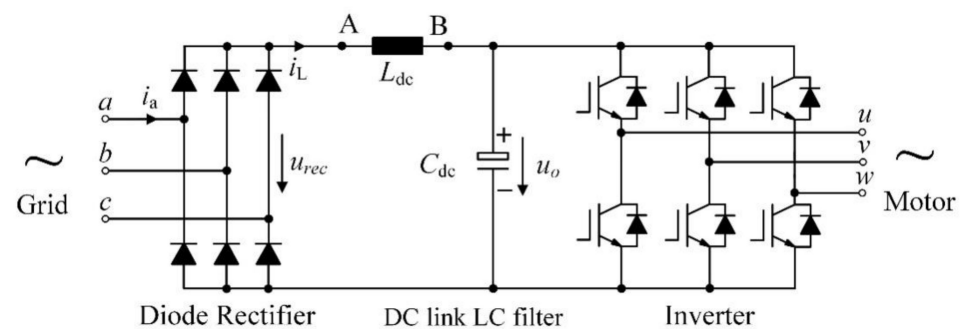 A
B
i_L
L_dc
a
i_a
u
b
u_rec
C_dc
+
u_o
v
~
~
c
−
w
Grid
Motor
Diode Rectifier
DC link LC filter
Inverter